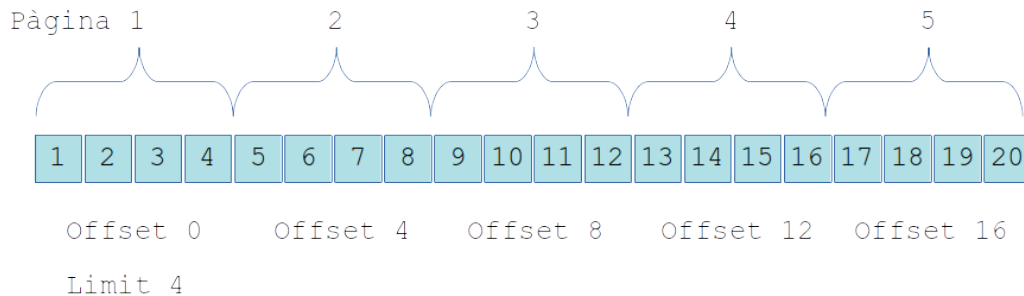 Pàgina 1 2 3 4 5
1 2 3 4 5 6 7 8 9 10 11 12 13 14 15 16 17 18 19 20
Offset 0 Offset 4 Offset 8 Offset 12 Offset 16
Limit 4